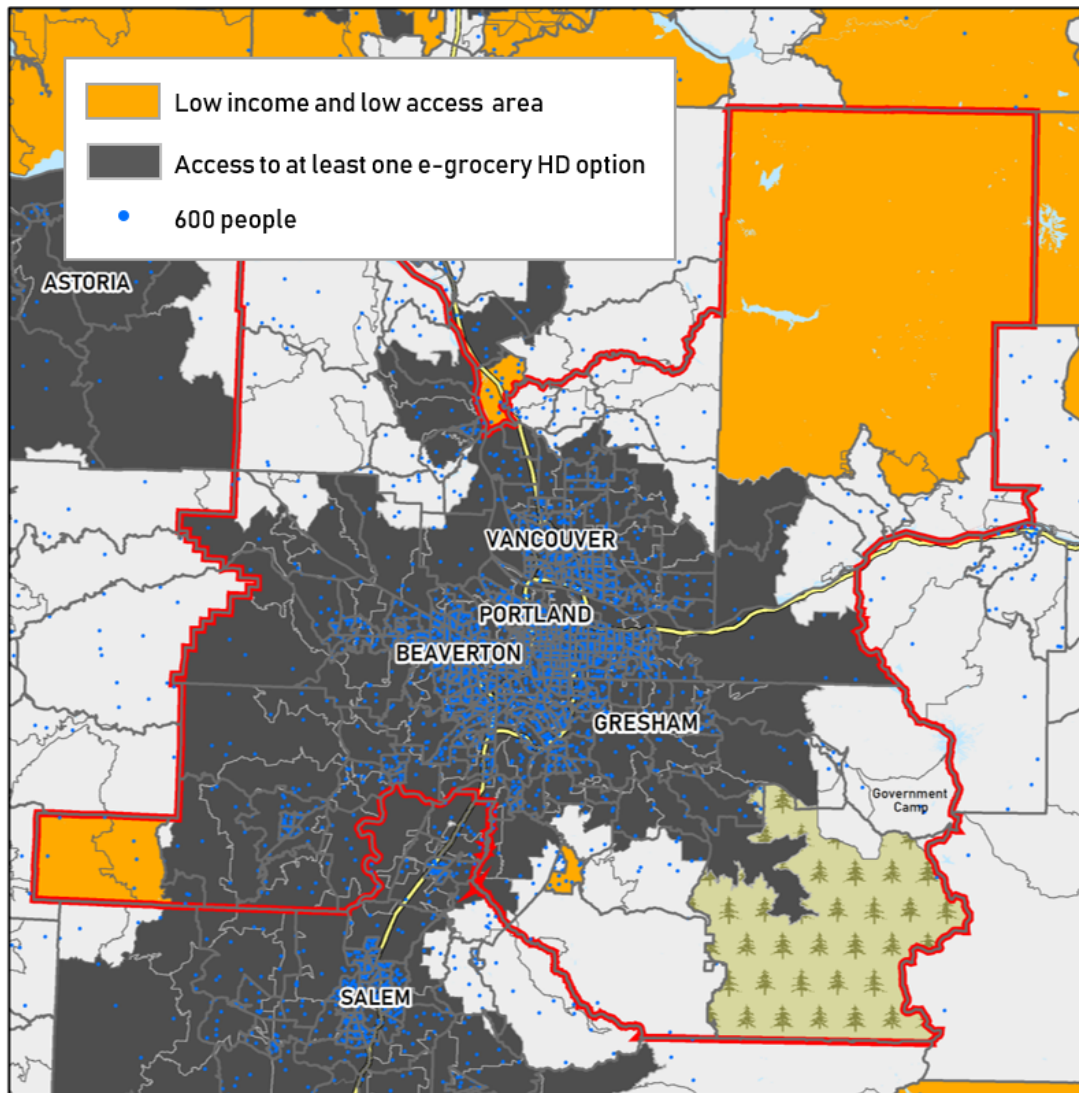 Low income and low access area
Access to at least one e-grocery HD option
600 people
ASTORIA
VANCOUVER
PORTLAND
BEAVERTON
GRESHAM
Government
Camp
SALEM